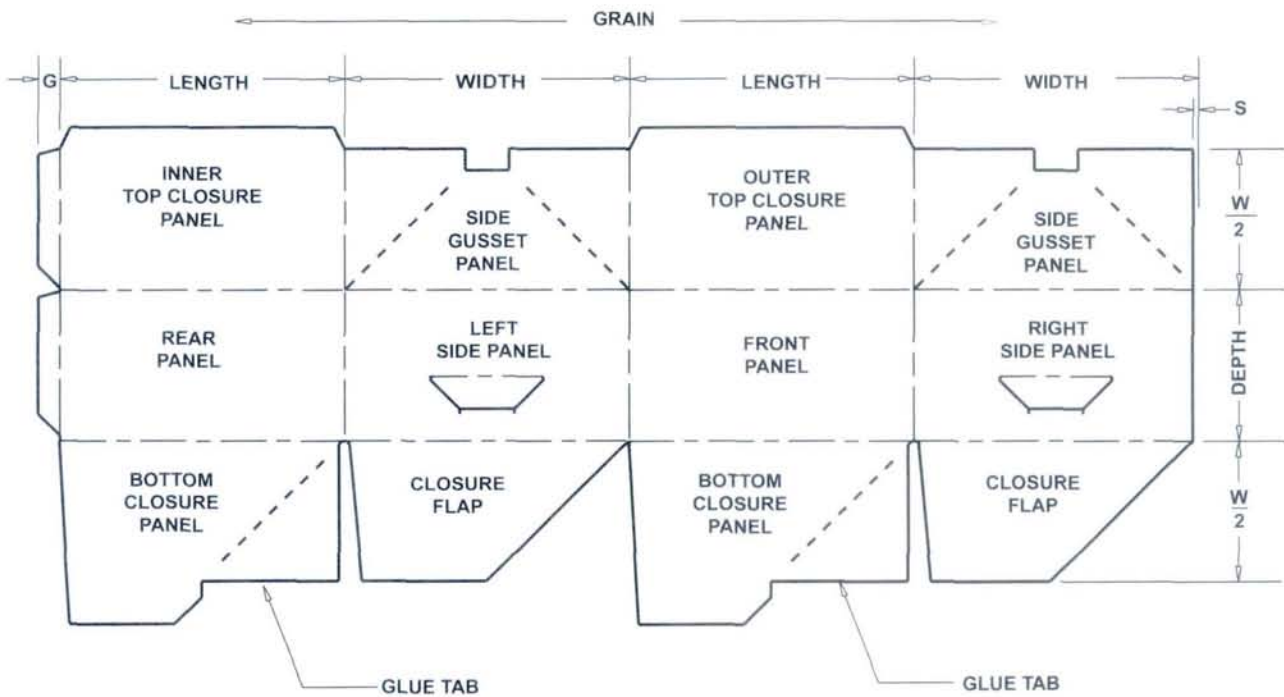 GRAIN
G
LENGTH
WIDTH
LENGTH
WIDTH
S
INNER
TOP CLOSURE
PANEL
SIDE
GUSSET
PANEL
OUTER
TOP CLOSURE
PANEL
SIDE
GUSSET
PANEL
W
2
REAR
PANEL
LEFT
SIDE PANEL
FRONT
PANEL
RIGHT
SIDE PANEL
DEPTH
BOTTOM
CLOSURE
PANEL
CLOSURE
FLAP
BOTTOM
CLOSURE
PANEL
CLOSURE
FLAP
W
2
GLUE TAB
GLUE TAB